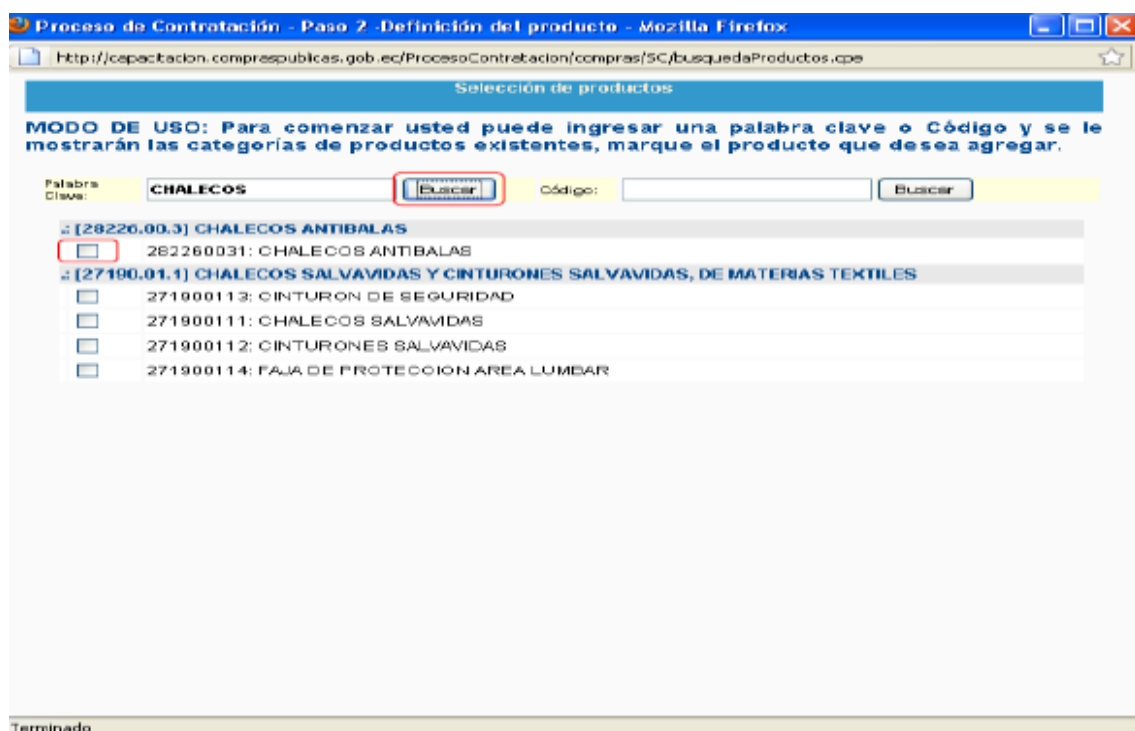 Proceso de Contratación - Paso 2 -Definición del producto - Mozilla Firefox
http://capacitacion.compraspublicas.gob.ec/ProcesoContratacion/compras/SC/busquedaProductos.cpe
Selección de productos
MODO DE USO: Para comenzar usted puede ingresar una palabra clave o Código y se le
mostrarán las categorías de productos existentes, marque el producto que desea agregar.
Palabra Clave: CHALECOS Buscar Código: Buscar
.: [28226.00.3] CHALECOS ANTIBALAS
282260031: CHALECOS ANTIBALAS
.: [27190.01.1] CHALECOS SALVAVIDAS Y CINTURONES SALVAVIDAS, DE MATERIAS TEXTILES
271900113: CINTURON DE SEGURIDAD
271900111: CHALECOS SALVAVIDAS
271900112: CINTURONES SALVAVIDAS
271900114: FAJA DE PROTECCION AREA LUMBAR
Terminado